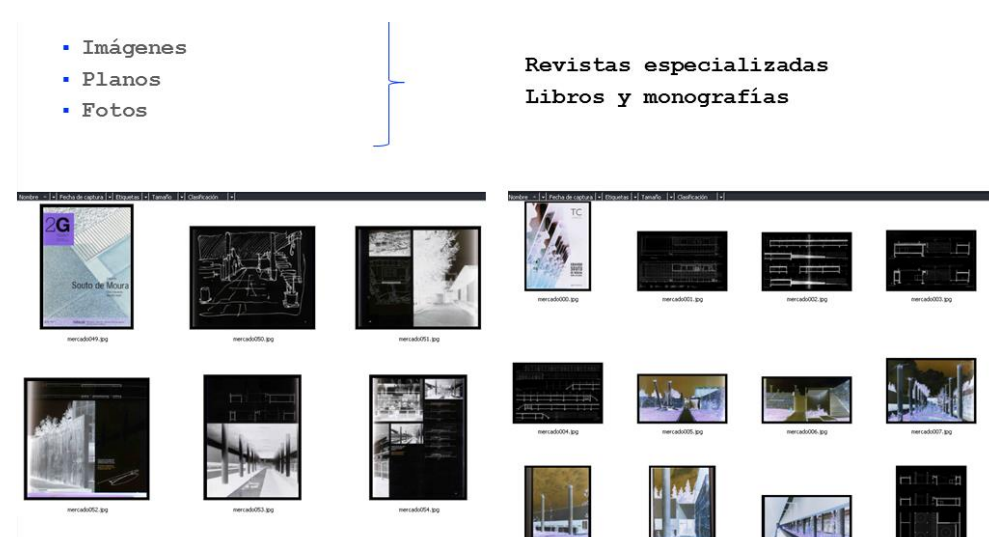 ▪ Imágenes
▪ Planos
▪ Fotos
Revistas especializadas
Libros y monografías
Nombre Fecha de captura Etiquetas Tamaño Clasificación
2G
Souto de Moura
mercado049.jpg mercado050.jpg mercado051.jpg
mercado052.jpg mercado053.jpg mercado054.jpg
Nombre Fecha de captura Etiquetas Tamaño Clasificación
TC
mercado000.jpg mercado001.jpg mercado002.jpg mercado003.jpg
mercado004.jpg mercado005.jpg mercado006.jpg mercado007.jpg